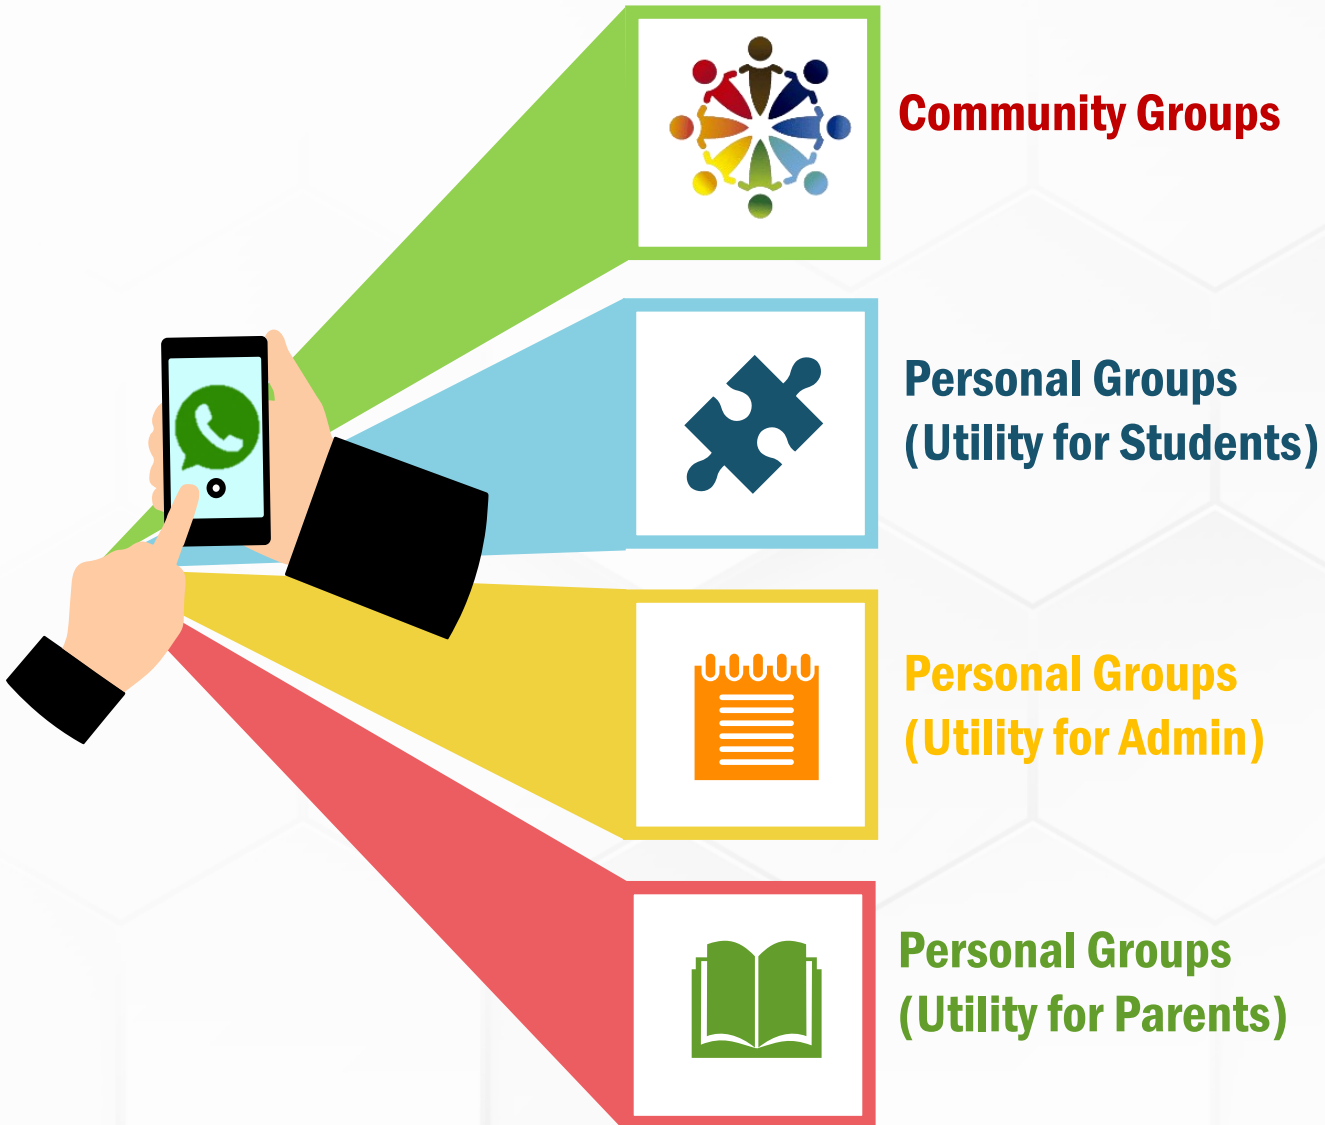 Community Groups
Personal Groups
(Utility for Students)
Personal Groups
(Utility for Admin)
Personal Groups
(Utility for Parents)